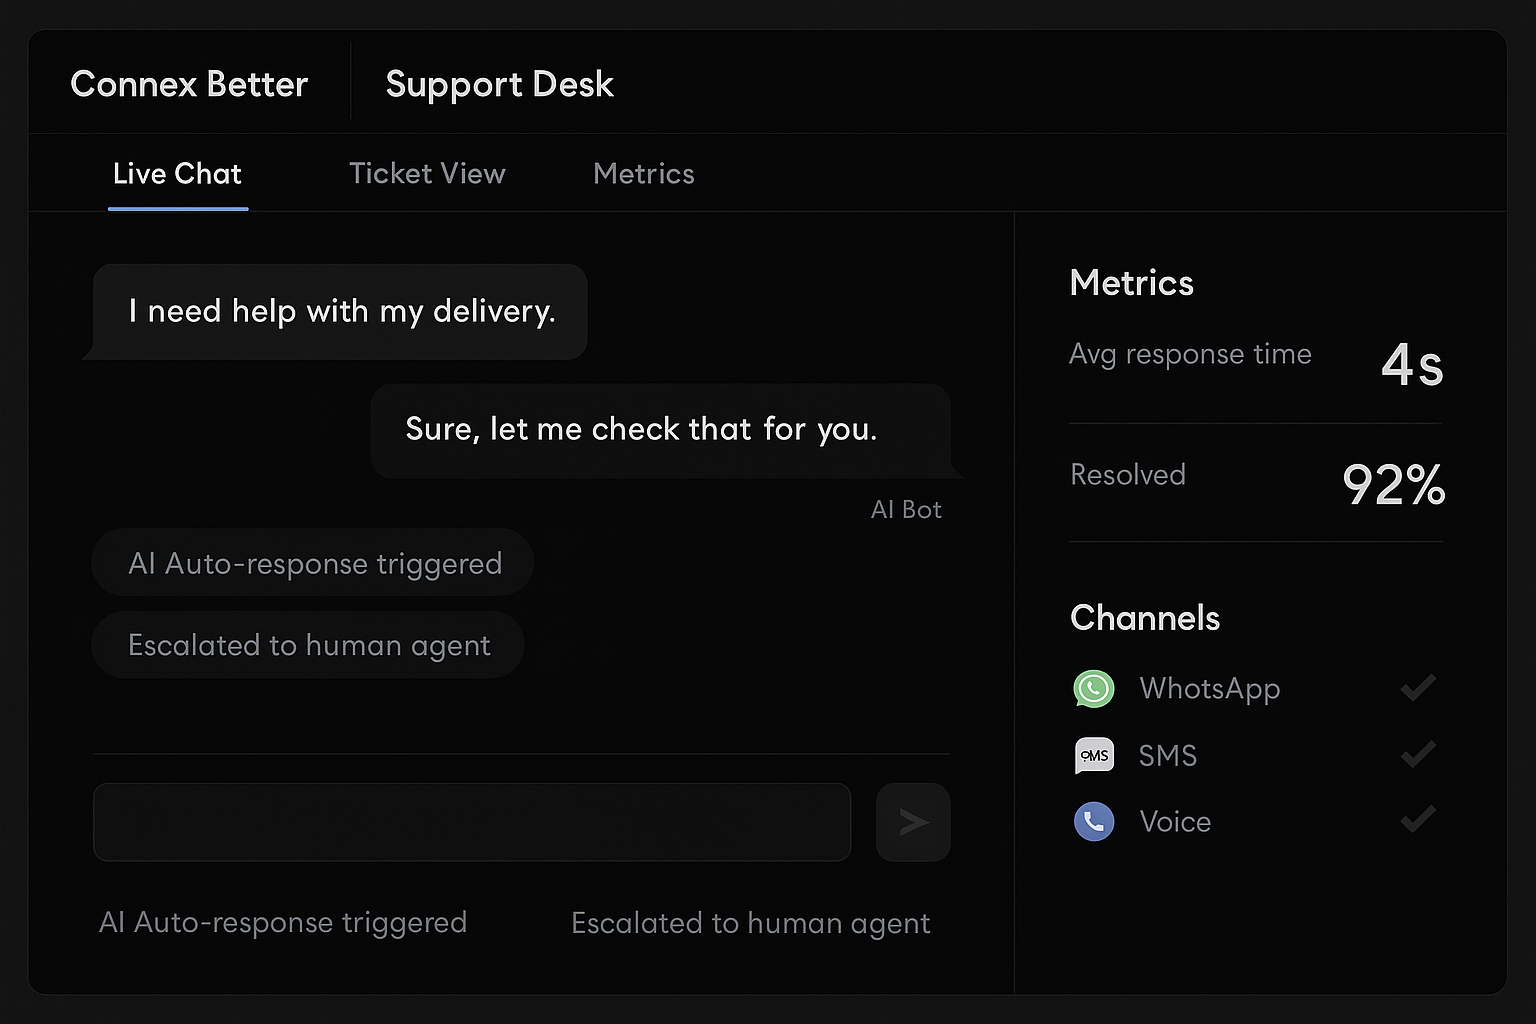 Connex Better
Support Desk
Live Chat
Ticket View
Metrics
I need help with my delivery.
Sure, let me check that for you.
AI Bot
AI Auto-response triggered
Escalated to human agent
AI Auto-response triggered
Escalated to human agent
Metrics
Avg response time
4s
Resolved
92%
Channels
WhotsApp
SMS
Voice